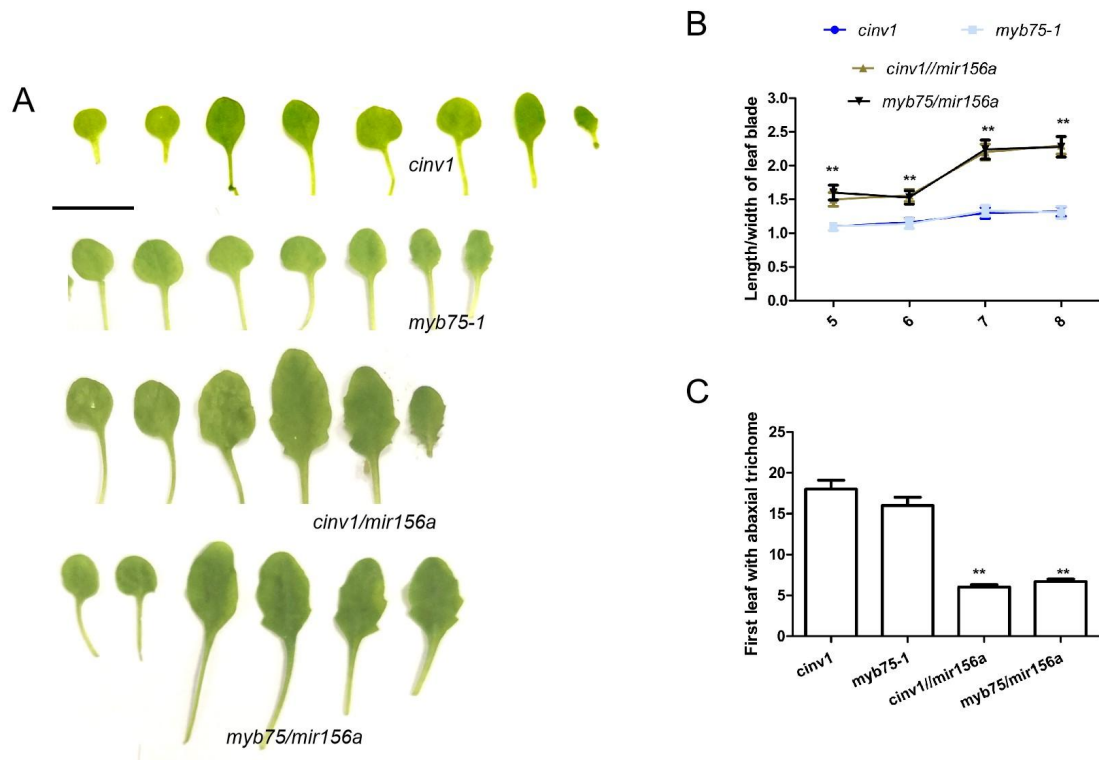 A
cinv1
myb75-1
cinv1/mir156a
myb75/mir156a
B
cinv1
myb75-1
cinv1//mir156a
myb75/mir156a
Length/width of leaf blade
3.0
2.5
2.0
1.5
1.0
0.5
0.0
** ** ** **
5 6 7 8
C
First leaf with abaxial trichome
25
20
15
10
5
0
** **
cinv1 myb75-1 cinv1//mir156a myb75/mir156a